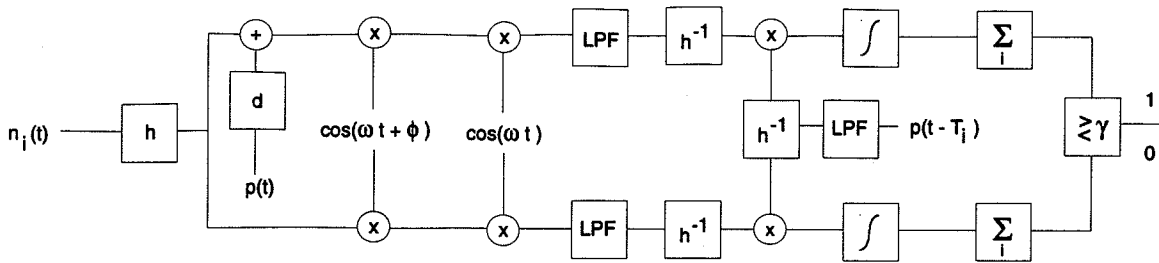 + x x LPF h⁻¹ x ∫ Σ i
n_i(t) h d cos(ω t + ϕ) cos(ω t) h⁻¹ LPF p(t - T_i) ≷ γ 1
0
p(t)
x x LPF h⁻¹ x ∫ Σ i